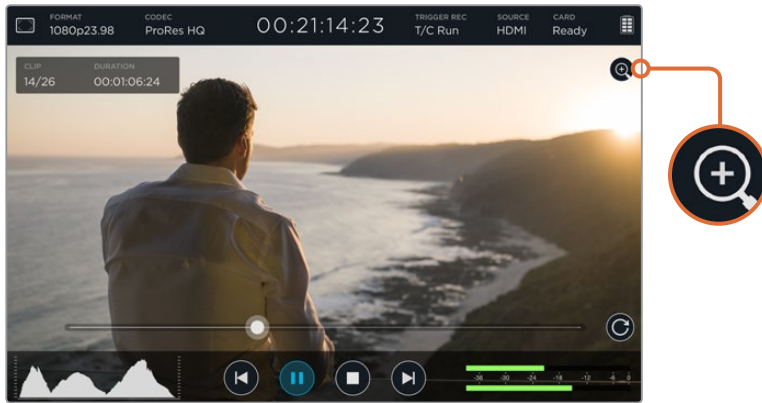 FORMAT CODEC TRIGGER REC SOURCE CARD
1080p23.98 ProRes HQ 00:21:14:23 T/C Run HDMI Ready
CLIP DURATION
14/26 00:01:06:24
-36 -30 -24 -18 -12 -6 0